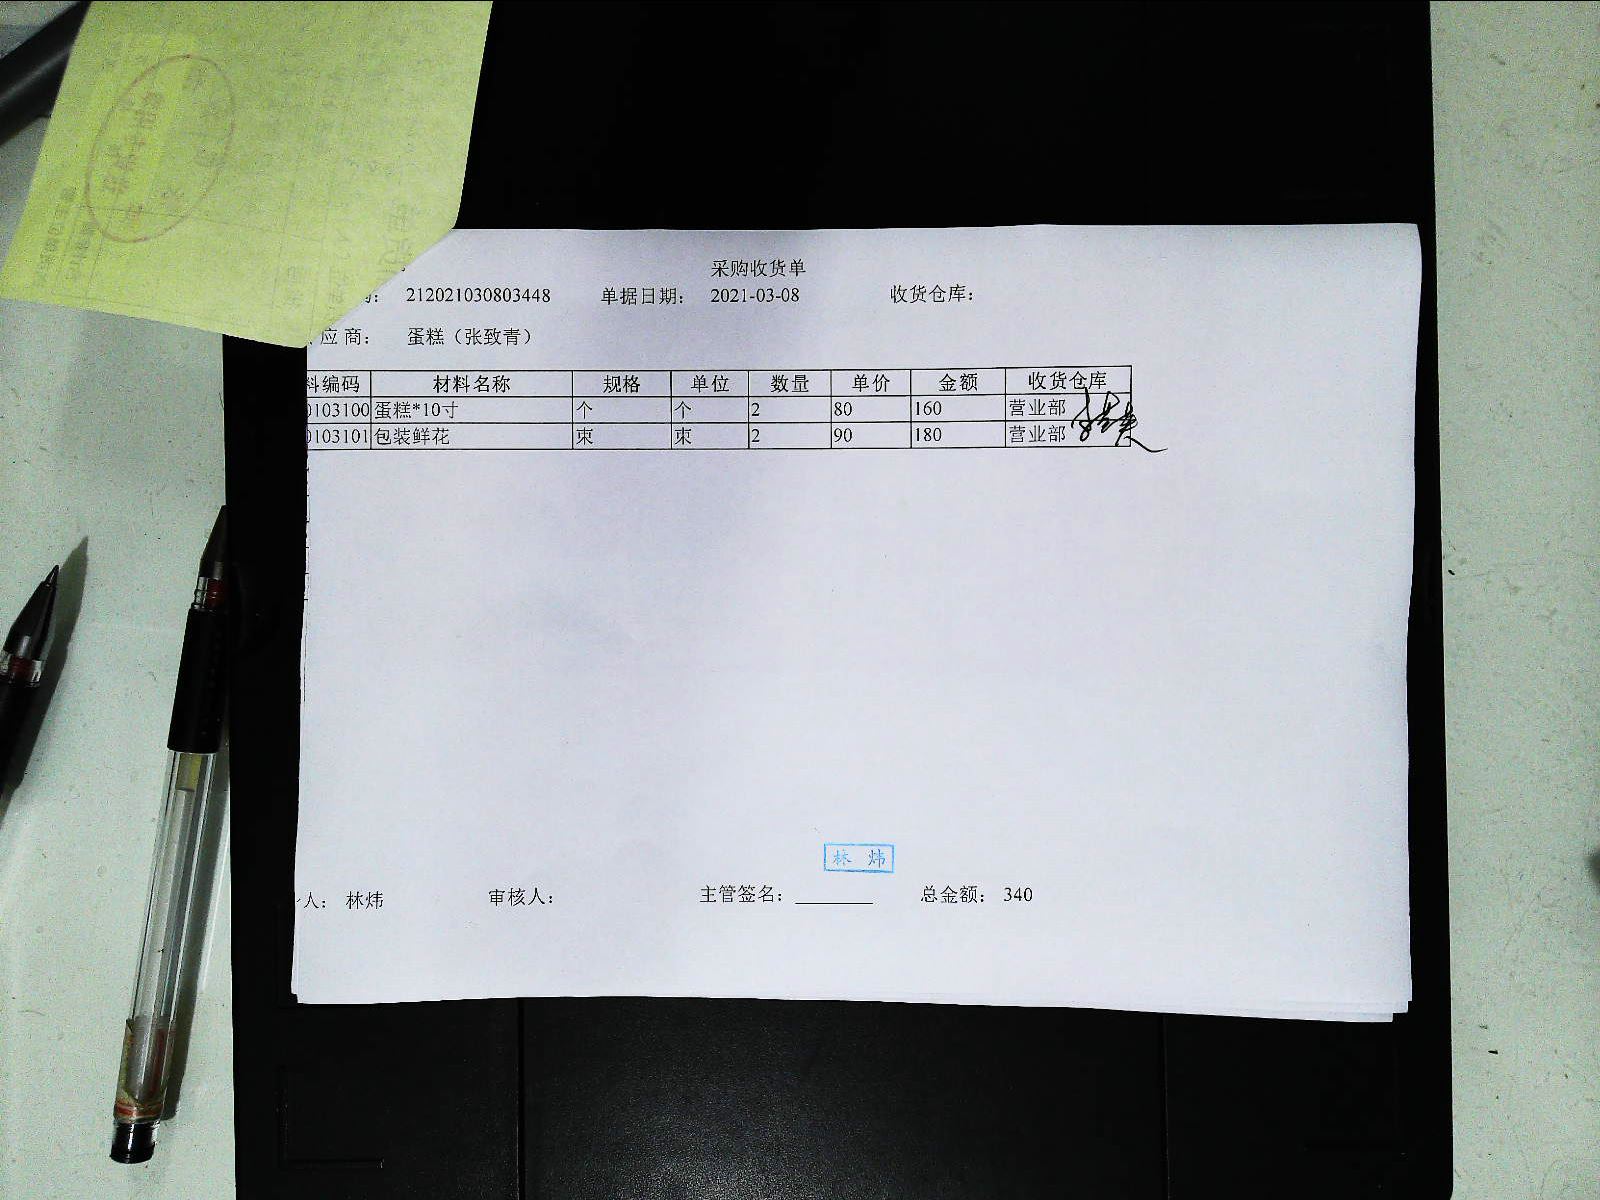 采购收货单
212021030803448 单据日期： 2021-03-08 收货仓库：
应 商： 蛋糕（张致青）
料编码 材料名称 规格 单位 数量 单价 金额 收货仓库
0103100 蛋糕*10寸 个 个 2 80 160 营业部
0103101 包装鲜花 束 束 2 90 180 营业部
林 炜
人： 林炜 审核人： 主管签名：________ 总金额： 340